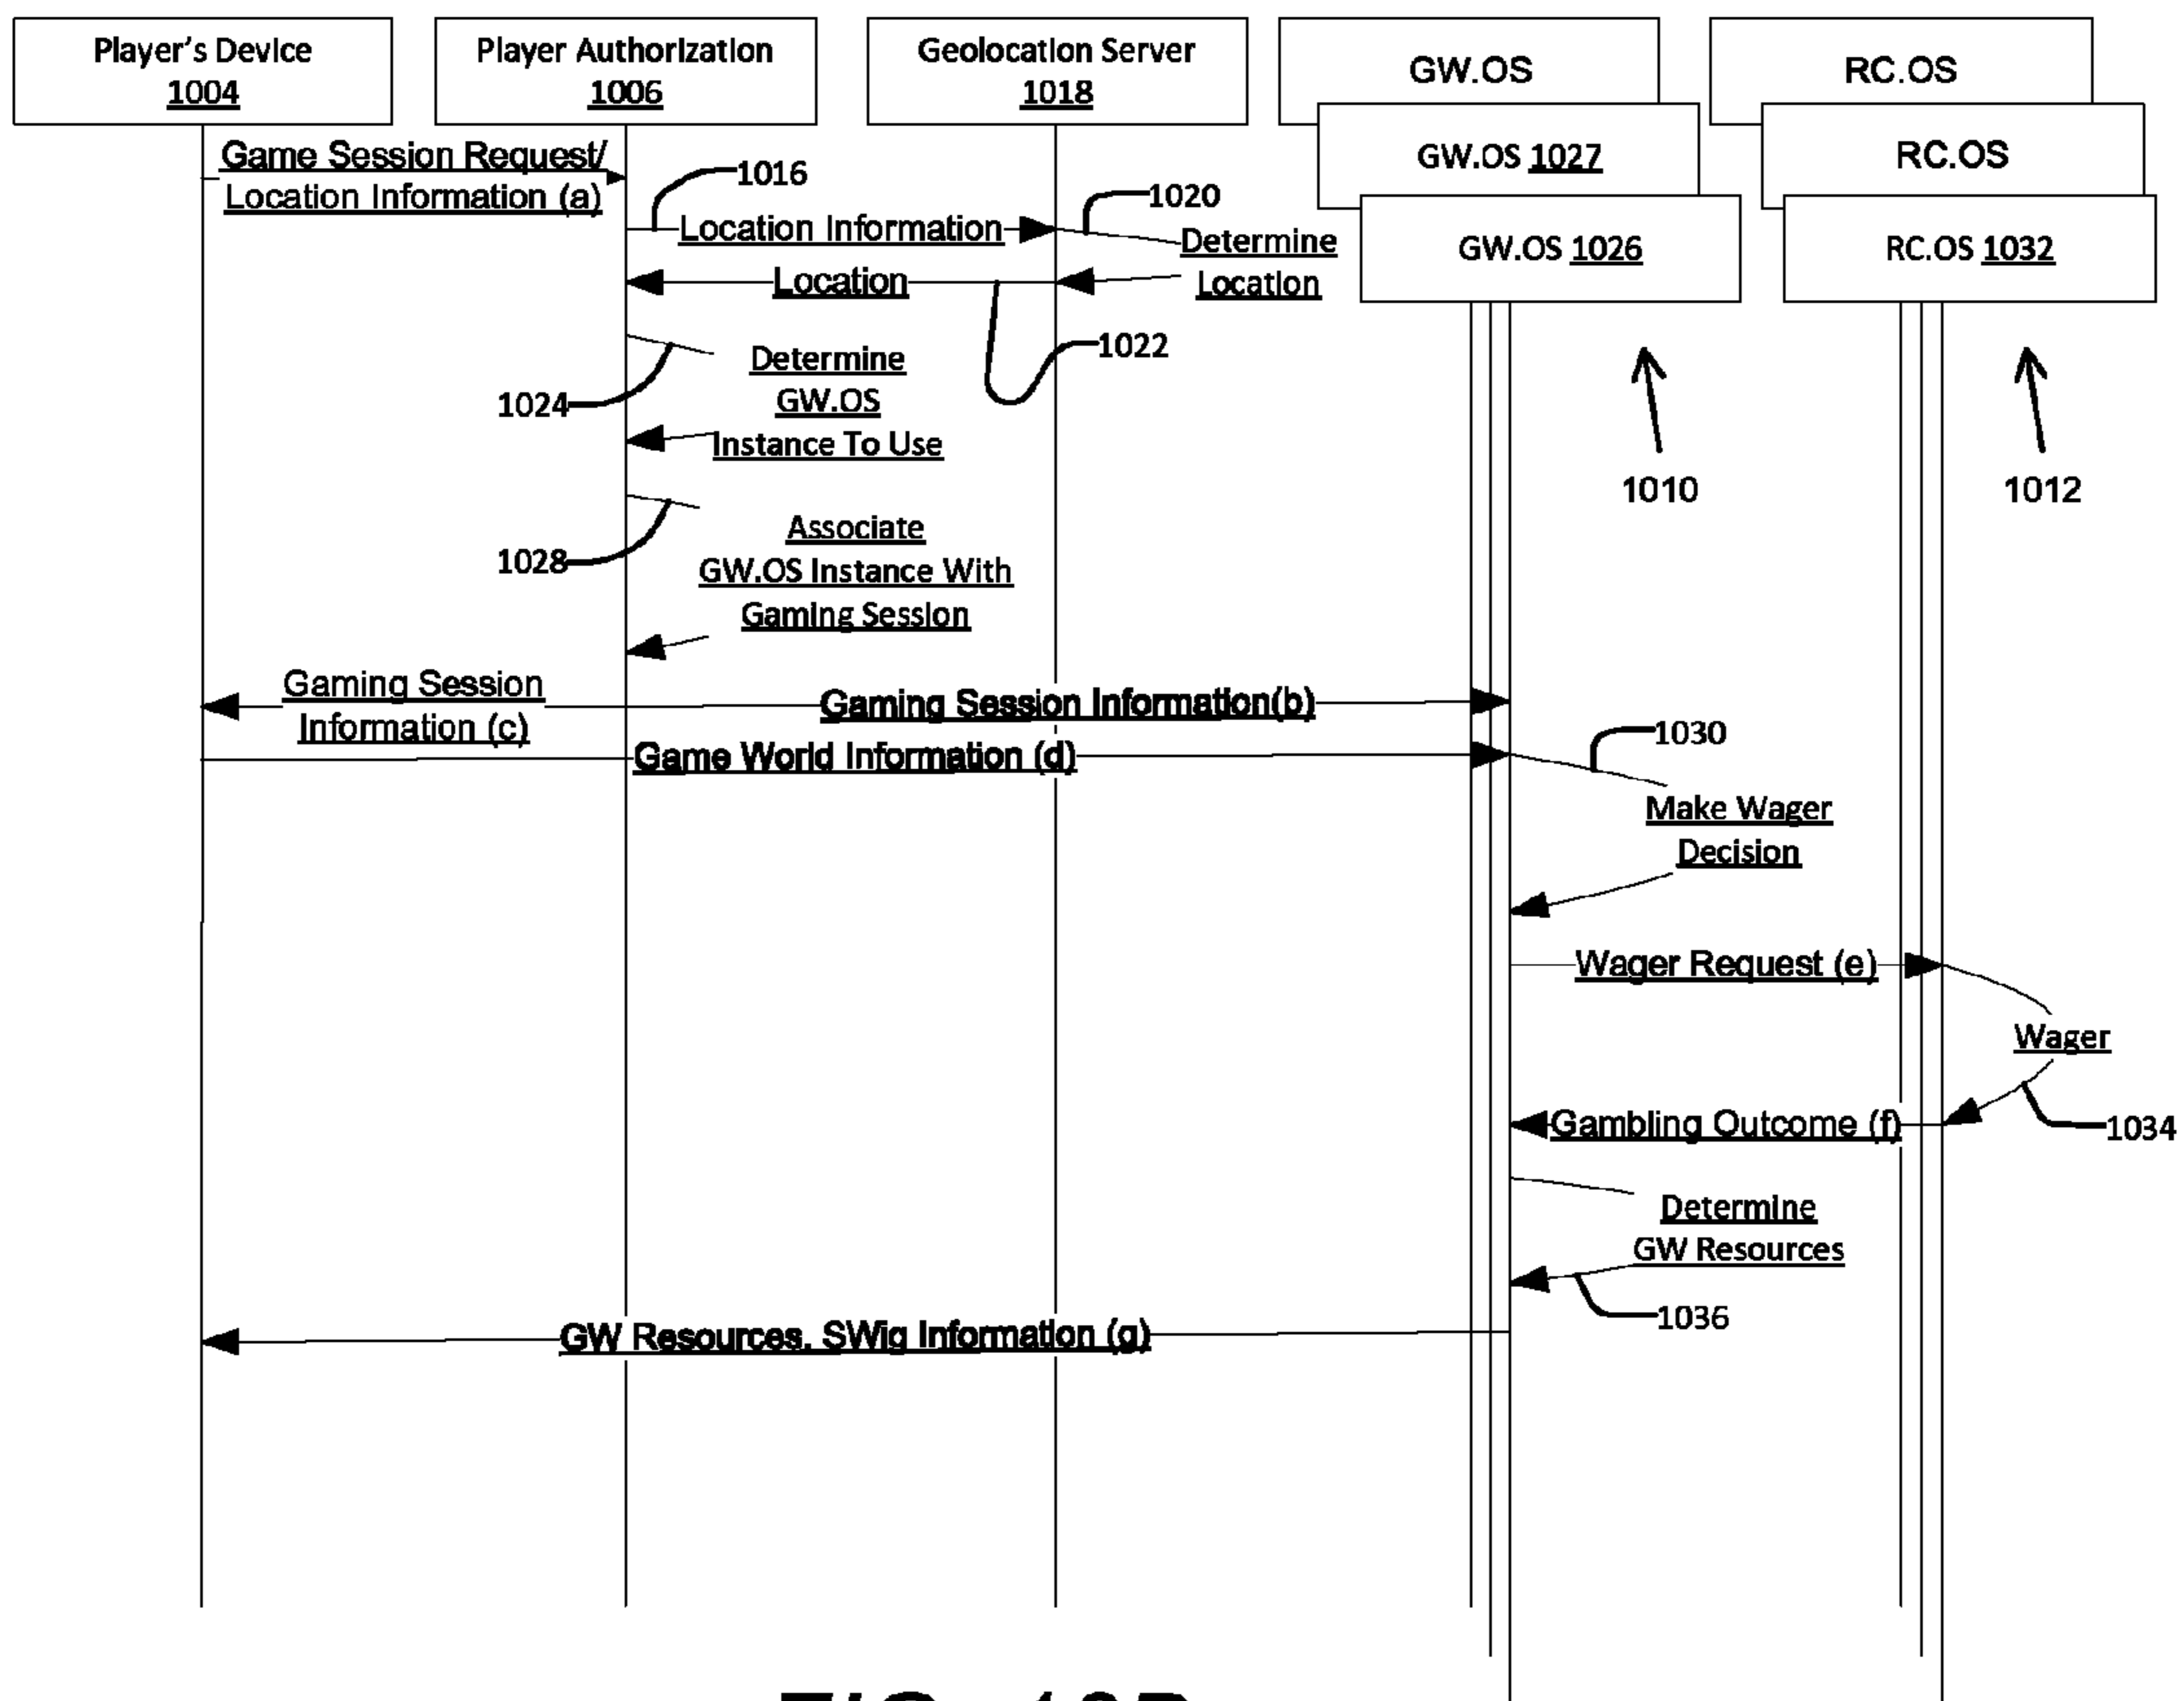 Player's Device
1004
Player Authorization
1006
Geolocation Server
1018
GW.OS
GW.OS 1027
GW.OS 1026
RC.OS
RC.OS
RC.OS 1032
Game Session Request/
Location Information (a)
1016
Location Information
1020
Determine
Location
Location
1022
1024
Determine
GW.OS
Instance To Use
1010
1012
1028
Associate
GW.OS Instance With
Gaming Session
Gaming Session
Information (c)
Gaming Session Information(b)
Game World Information (d)
1030
Make Wager
Decision
Wager Request (e)
Wager
Gambling Outcome (f)
1034
Determine
GW Resources
1036
GW Resources, SWig Information (g)